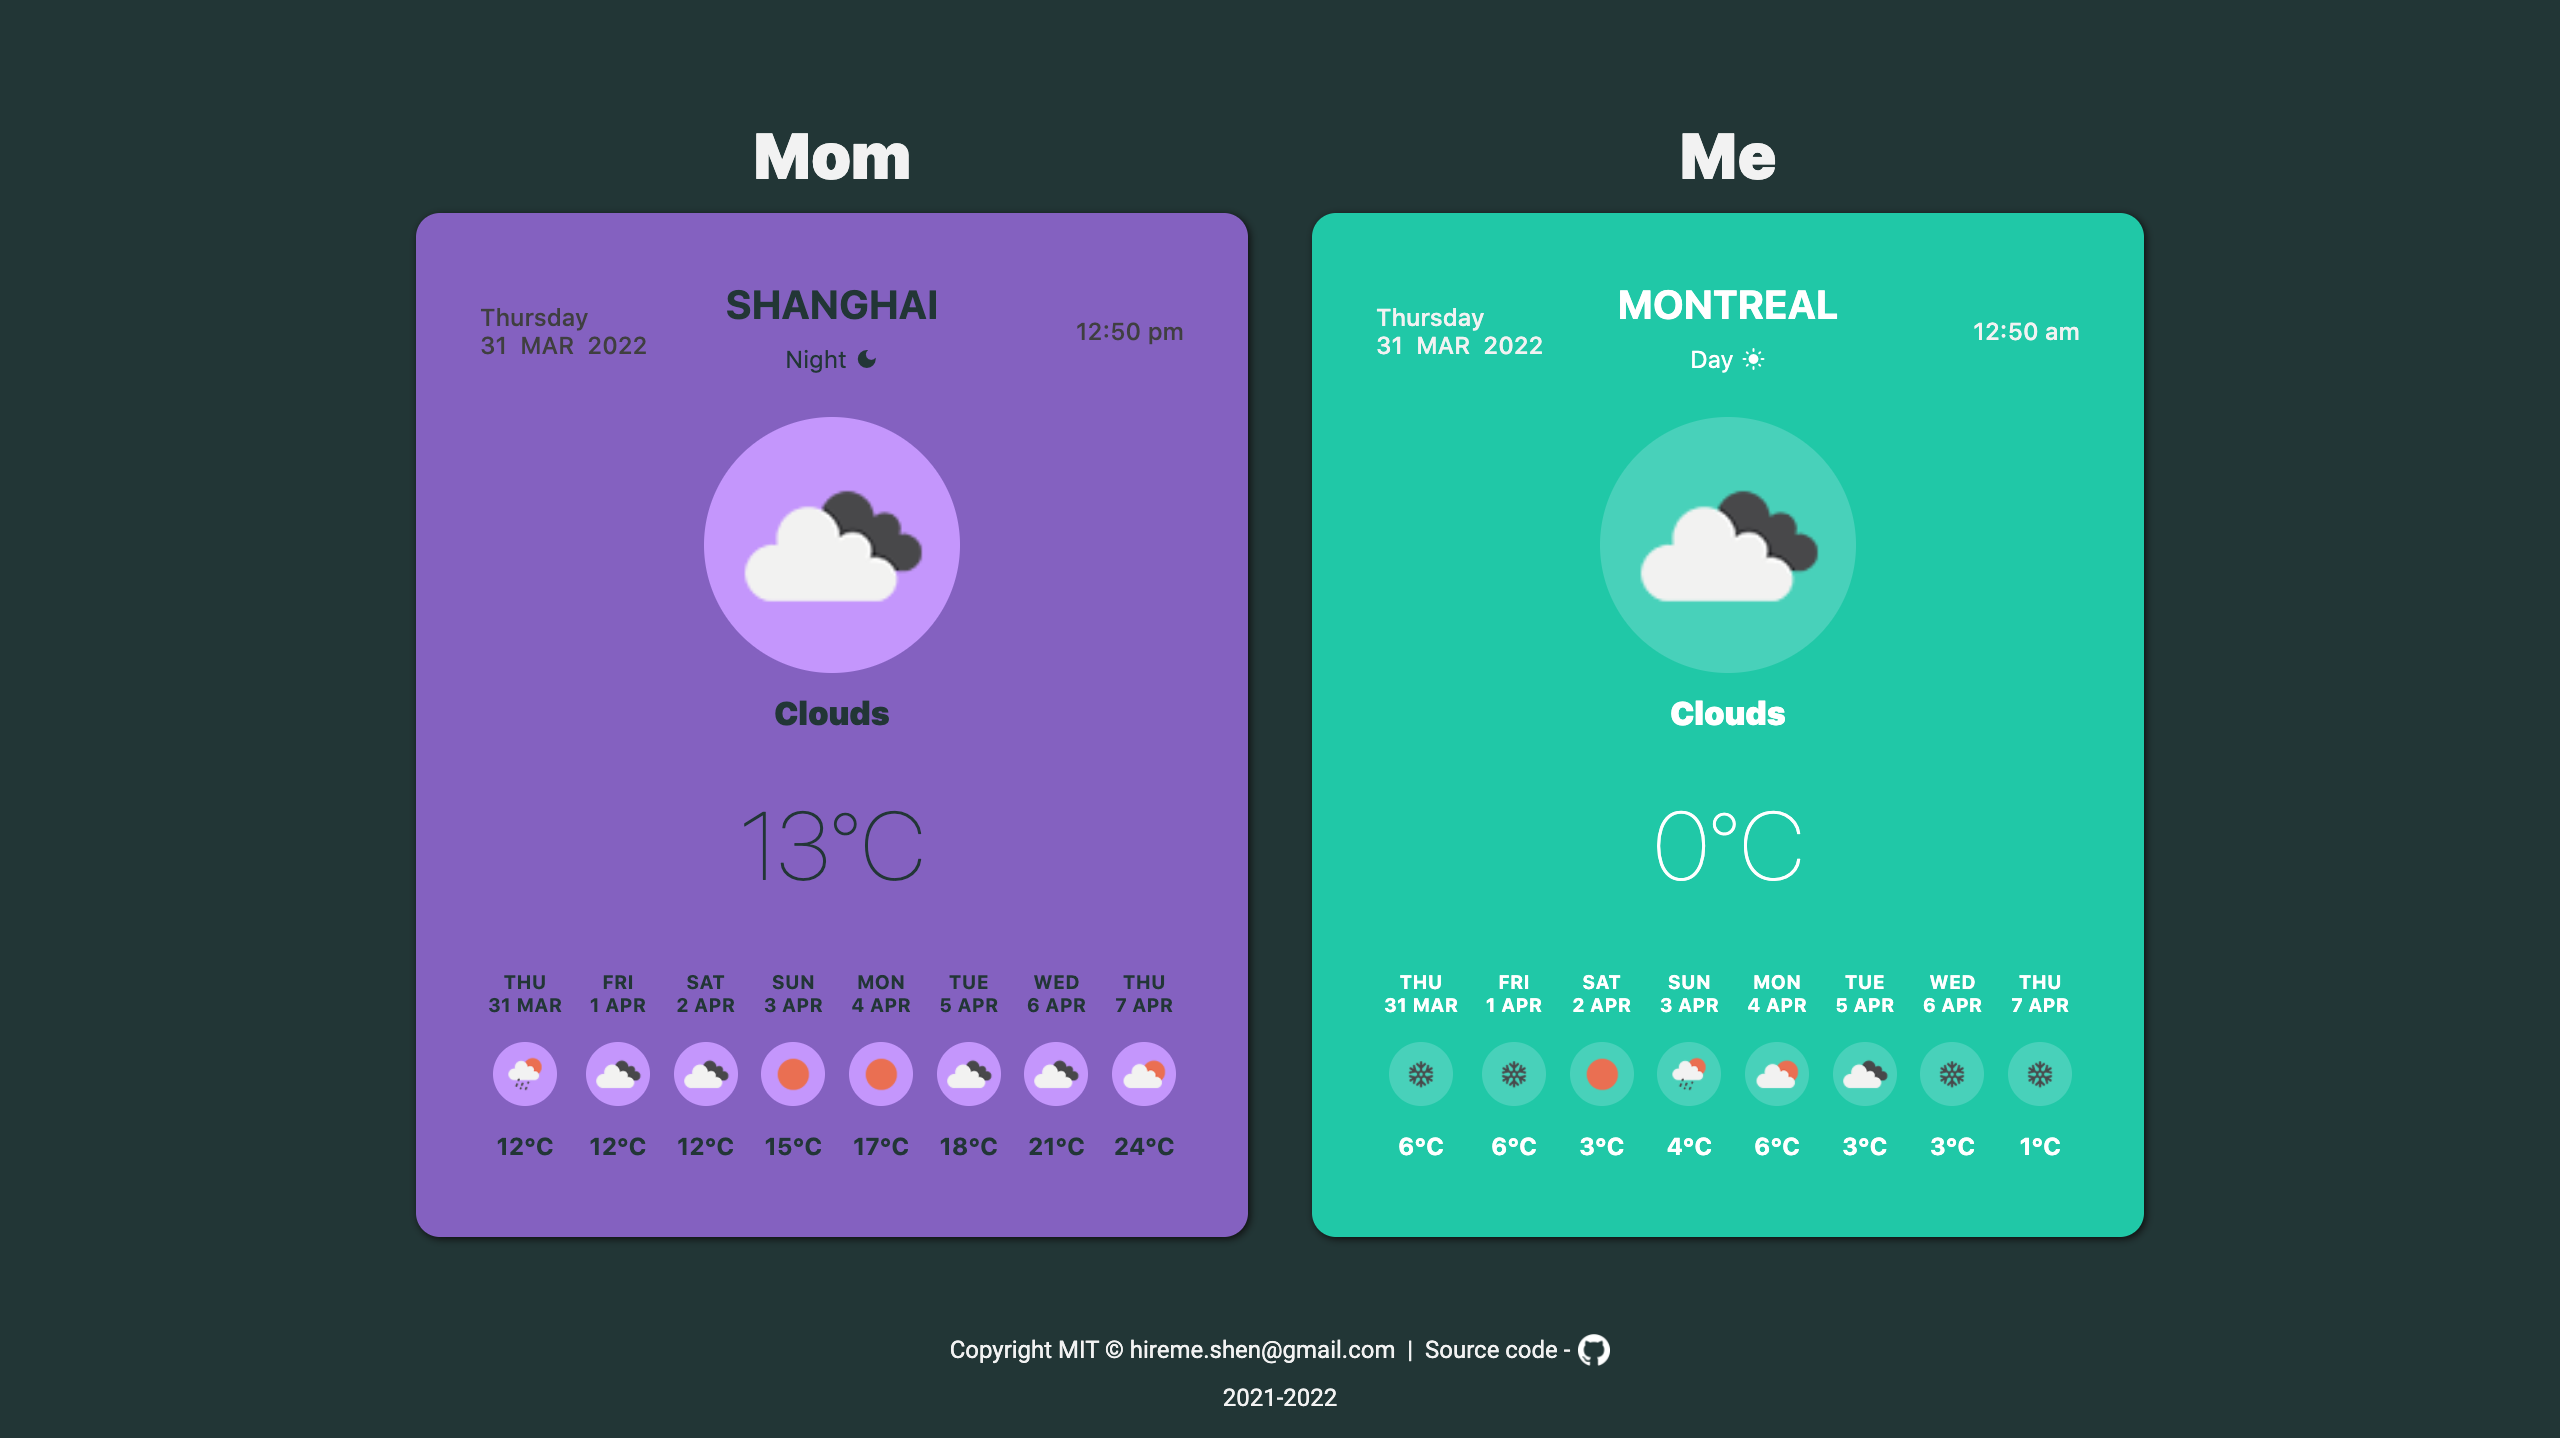 Mom
Thursday
31 MAR 2022
SHANGHAI
Night
12:50 pm
Clouds
13°C
THU FRI SAT SUN MON TUE WED THU
31 MAR 1 APR 2 APR 3 APR 4 APR 5 APR 6 APR 7 APR
12°C 12°C 12°C 15°C 17°C 18°C 21°C 24°C
Me
Thursday
31 MAR 2022
MONTREAL
Day
12:50 am
Clouds
0°C
THU FRI SAT SUN MON TUE WED THU
31 MAR 1 APR 2 APR 3 APR 4 APR 5 APR 6 APR 7 APR
6°C 6°C 3°C 4°C 6°C 3°C 3°C 1°C
Copyright MIT © hireme.shen@gmail.com | Source code -
2021-2022